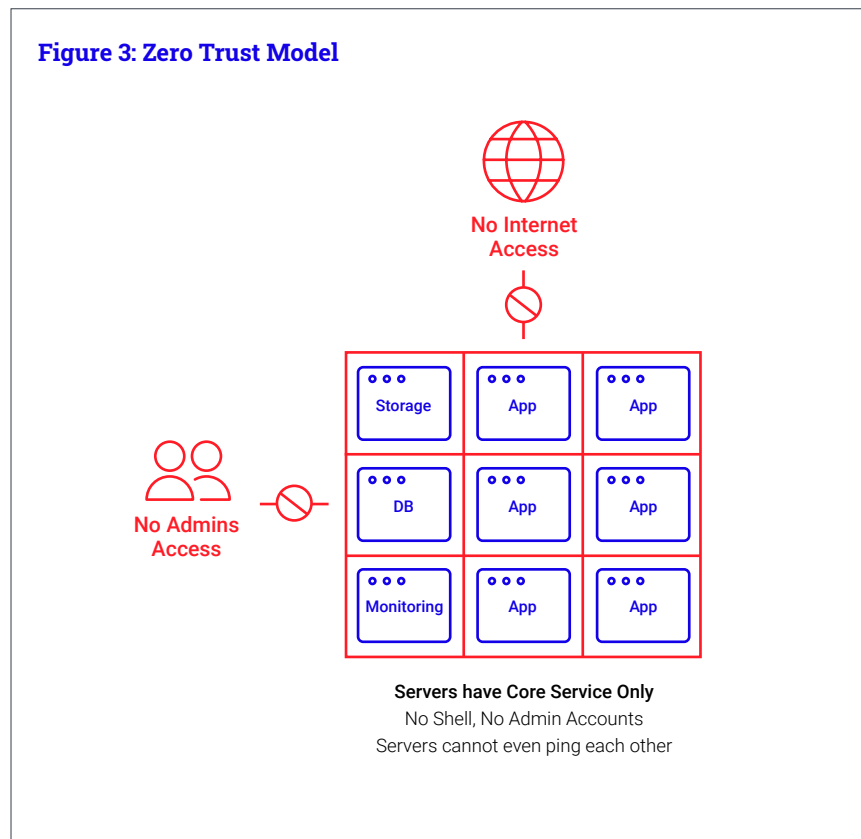 Figure 3: Zero Trust Model
No Internet
Access
Storage
App
App
No Admins
Access
DB
App
App
Monitoring
App
App
Servers have Core Service Only
No Shell, No Admin Accounts
Servers cannot even ping each other